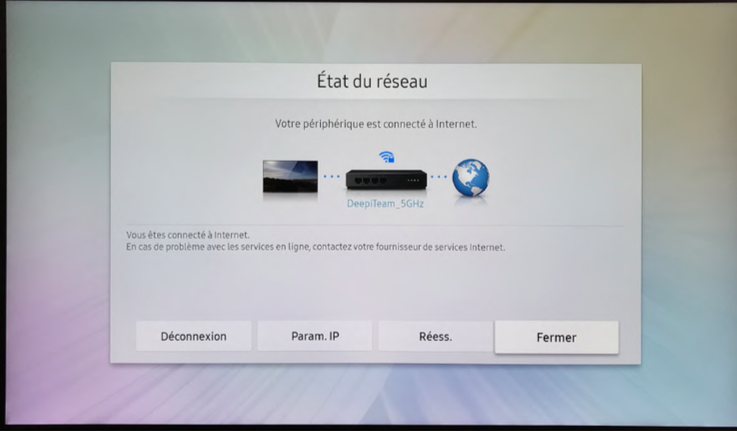 État du réseau
Votre périphérique est connecté à Internet.
DeepiTeam_5GHz
Vous êtes connecté à Internet.
En cas de problème avec les services en ligne, contactez votre fournisseur de services Internet.
Déconnexion Param. IP Réess. Fermer